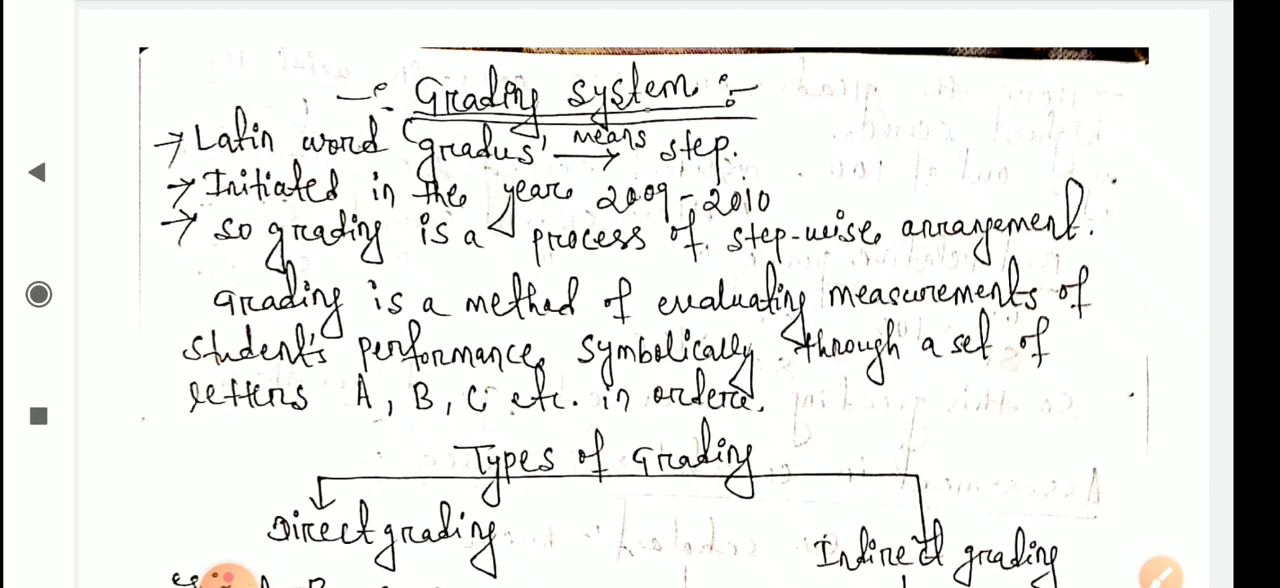 Grading system :-
→ Latin word 'gradus' means → step.
→ Initiated in the year 2009-2010
→ so grading is a process of step-wise arrangement.
Grading is a method of evaluating measurements of
student's performance symbolically through a set of
letters A, B, C etc. in order.
Types of Grading
Direct grading Indirect grading